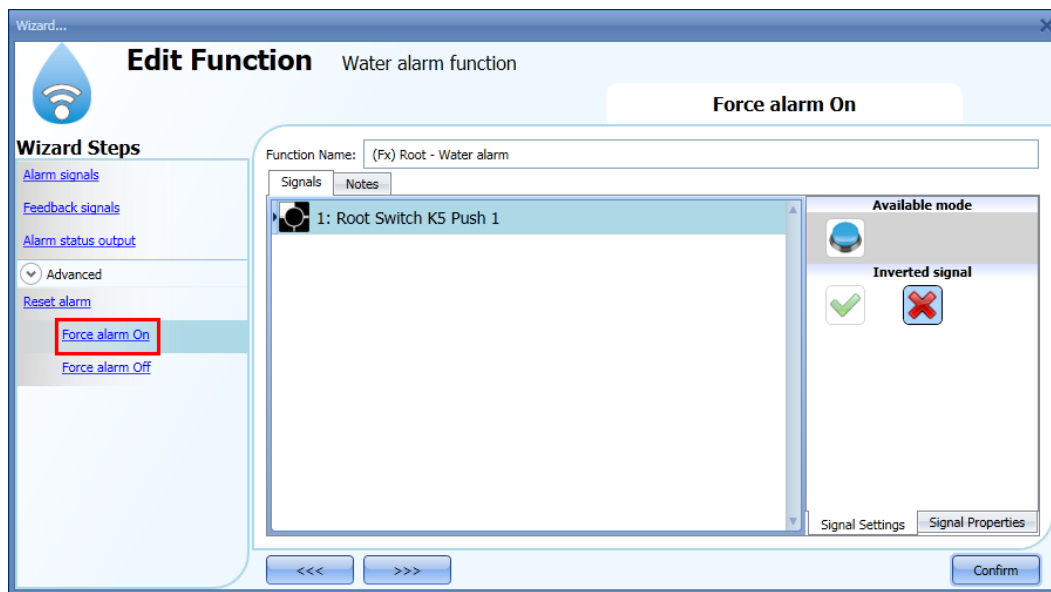 Wizard...
Edit Function Water alarm function
Force alarm On
Wizard Steps
Alarm signals
Feedback signals
Alarm status output
Advanced
Reset alarm
Force alarm On
Force alarm Off
Function Name: (Fx) Root - Water alarm
Signals Notes
1: Root Switch K5 Push 1
Available mode
Inverted signal
Signal Settings Signal Properties
<<< >>> Confirm